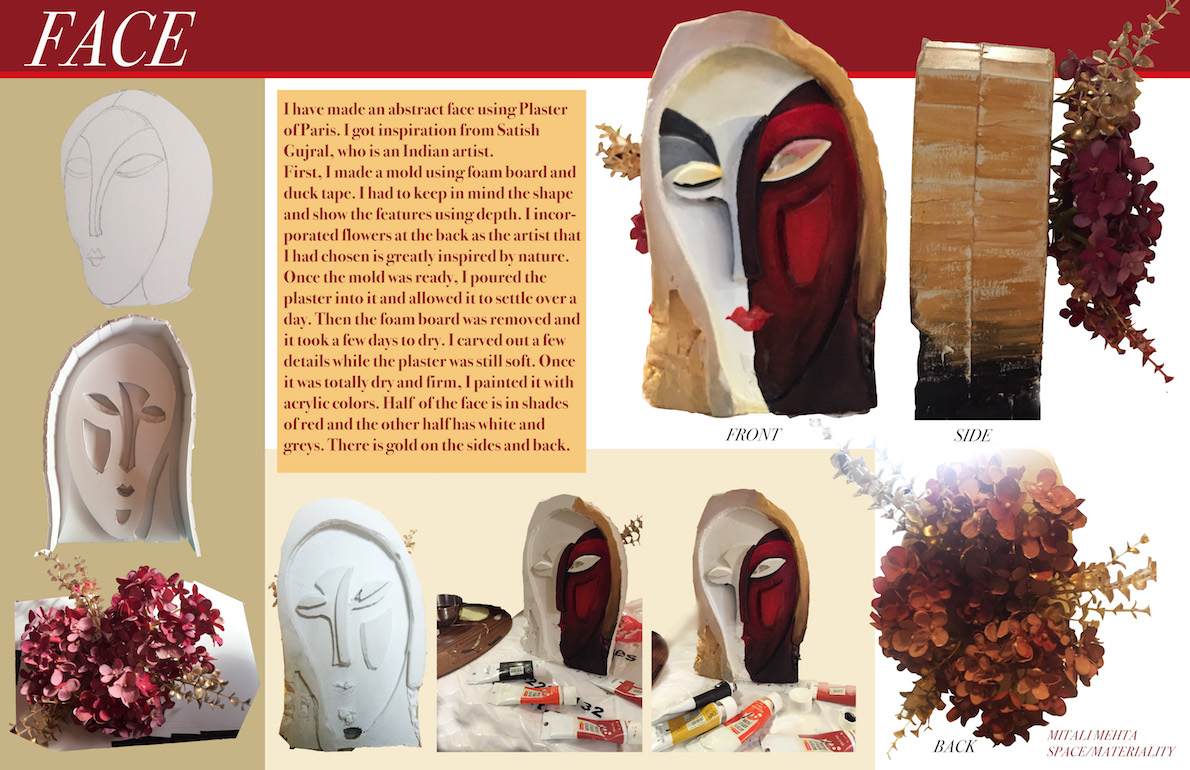 FACE
I have made an abstract face using Plaster
of Paris. I got inspiration from Satish
Gujral, who is an Indian artist.
First, I made a mold using foam board and
duck tape. I had to keep in mind the shape
and show the features using depth. I incor-
porated flowers at the back as the artist that
I had chosen is greatly inspired by nature.
Once the mold was ready, I poured the
plaster into it and allowed it to settle over a
day. Then the foam board was removed and
it took a few days to dry. I carved out a few
details while the plaster was still soft. Once
it was totally dry and firm, I painted it with
acrylic colors. Half of the face is in shades
of red and the other half has white and
greys. There is gold on the sides and back.
FRONT
SIDE
BACK
MITALI MEHTA
SPACE/MATERIALITY